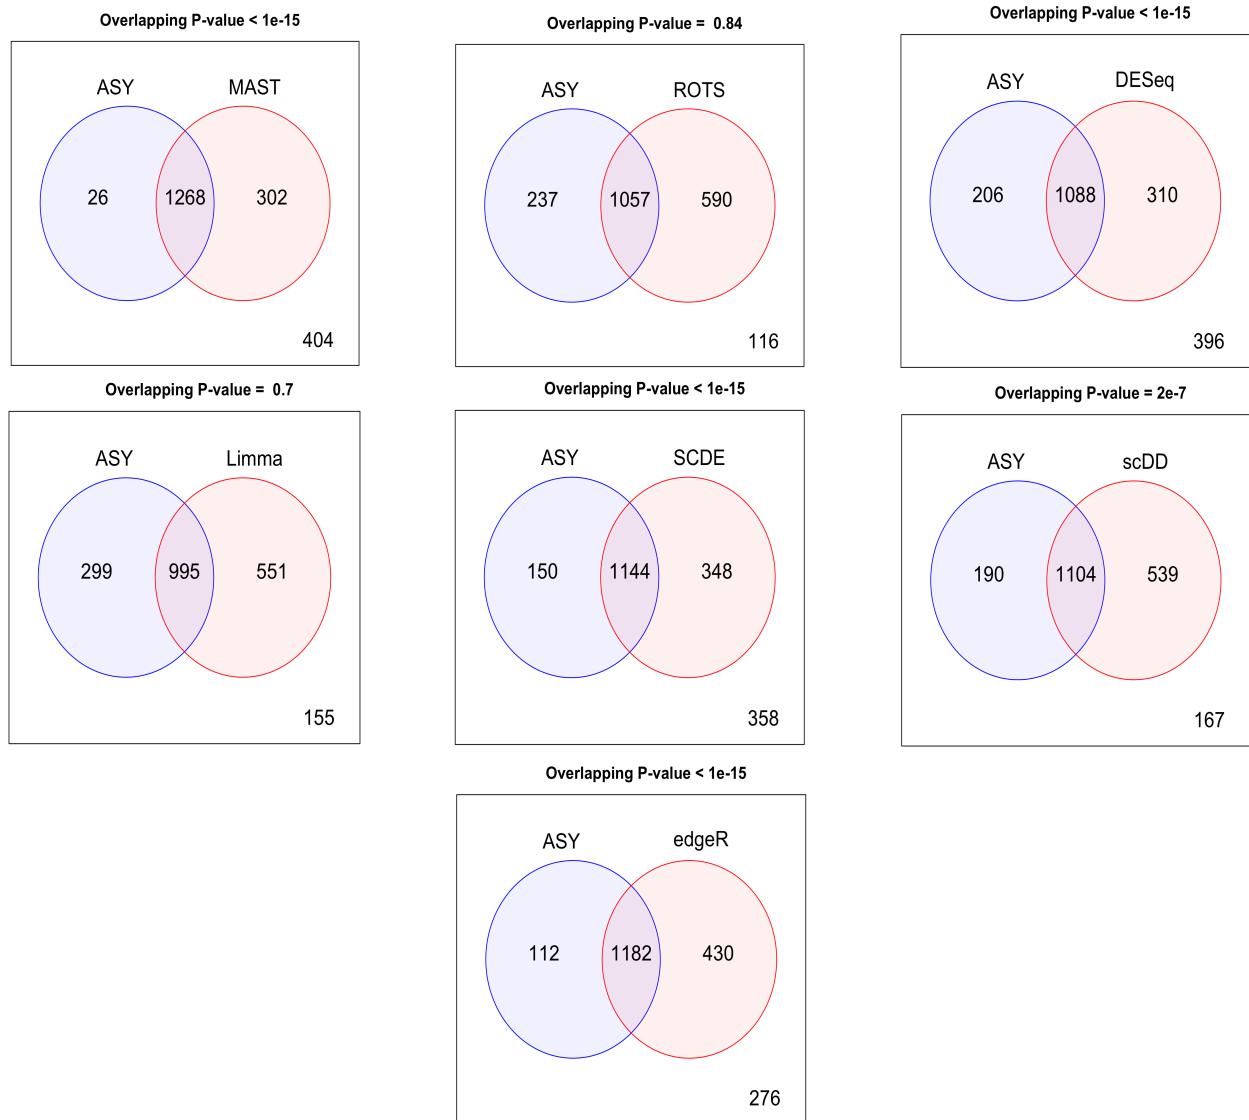 Overlapping P-value < 1e-15
ASY MAST
26 1268 302
404
Overlapping P-value = 0.84
ASY ROTS
237 1057 590
116
Overlapping P-value < 1e-15
ASY DESeq
206 1088 310
396
Overlapping P-value = 0.7
ASY Limma
299 995 551
155
Overlapping P-value < 1e-15
ASY SCDE
150 1144 348
358
Overlapping P-value = 2e-7
ASY scDD
190 1104 539
167
Overlapping P-value < 1e-15
ASY edgeR
112 1182 430
276